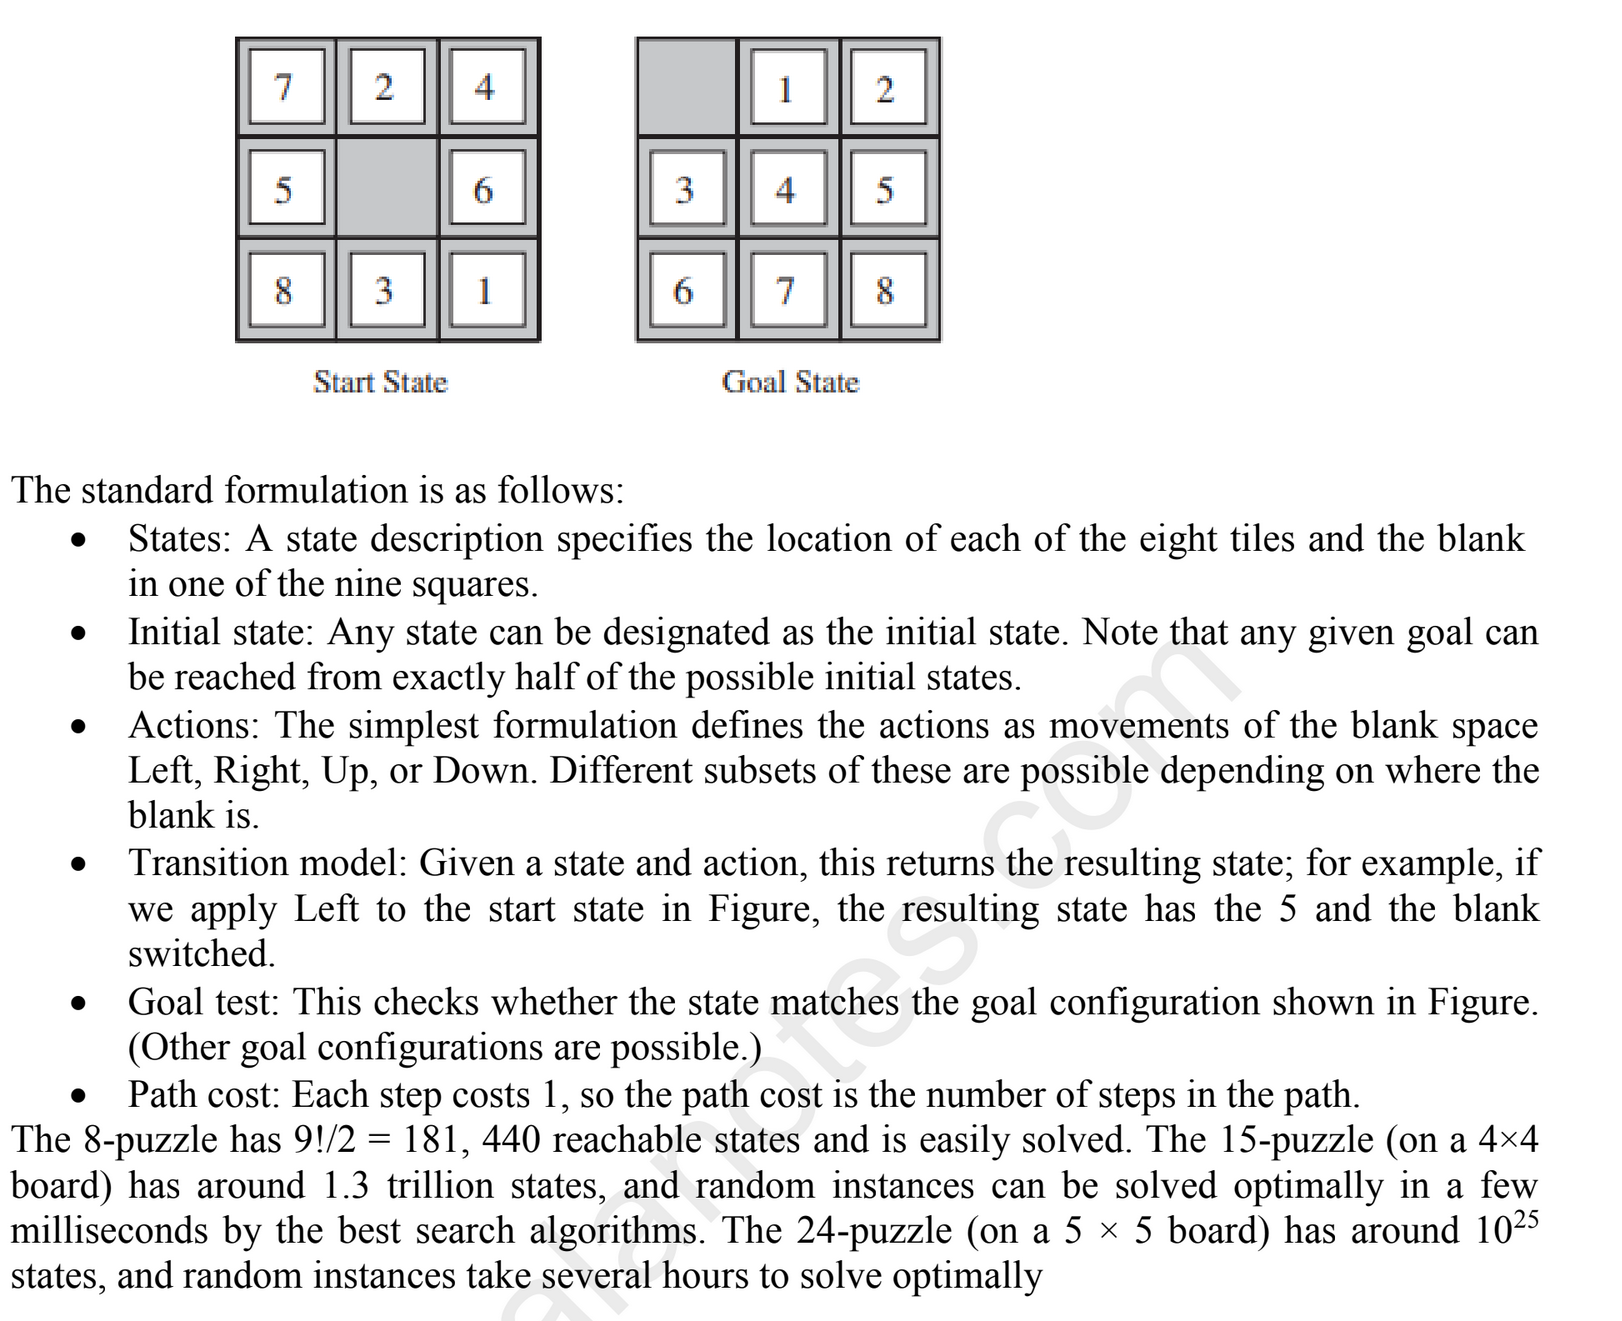 7 2 4 1 2
5 6 3 4 5
8 3 1 6 7 8
Start State Goal State
The standard formulation is as follows:
• States: A state description specifies the location of each of the eight tiles and the blank
in one of the nine squares.
• Initial state: Any state can be designated as the initial state. Note that any given goal can
be reached from exactly half of the possible initial states.
• Actions: The simplest formulation defines the actions as movements of the blank space
Left, Right, Up, or Down. Different subsets of these are possible depending on where the
blank is.
• Transition model: Given a state and action, this returns the resulting state; for example, if
we apply Left to the start state in Figure, the resulting state has the 5 and the blank
switched.
• Goal test: This checks whether the state matches the goal configuration shown in Figure.
(Other goal configurations are possible.)
• Path cost: Each step costs 1, so the path cost is the number of steps in the path.
The 8-puzzle has 9!/2 = 181, 440 reachable states and is easily solved. The 15-puzzle (on a 4×4
board) has around 1.3 trillion states, and random instances can be solved optimally in a few
milliseconds by the best search algorithms. The 24-puzzle (on a 5 × 5 board) has around 10²⁵
states, and random instances take several hours to solve optimally
alanotes.com